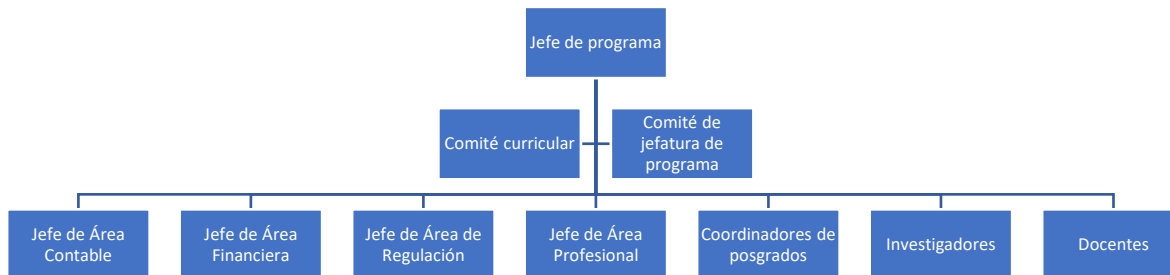 Jefe de programa
Comité curricular
Comité de
jefatura de
programa
Jefe de Área
Contable
Jefe de Área
Financiera
Jefe de Área de
Regulación
Jefe de Área
Profesional
Coordinadores de
posgrados
Investigadores
Docentes